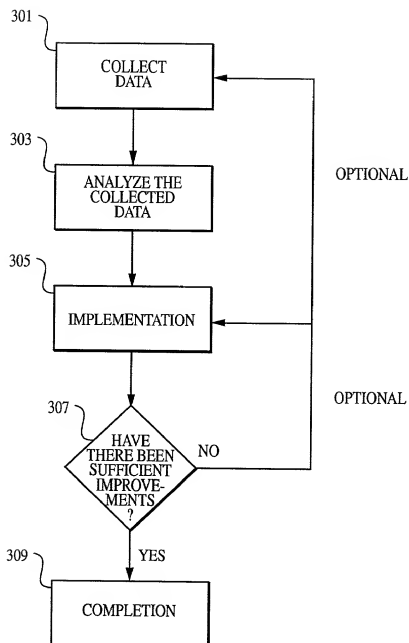 301
COLLECT
DATA
303
ANALYZE THE
COLLECTED
DATA
OPTIONAL
305
IMPLEMENTATION
OPTIONAL
307
HAVE
THERE BEEN
SUFFICIENT
IMPROVE-
MENTS
?
NO
YES
309
COMPLETION